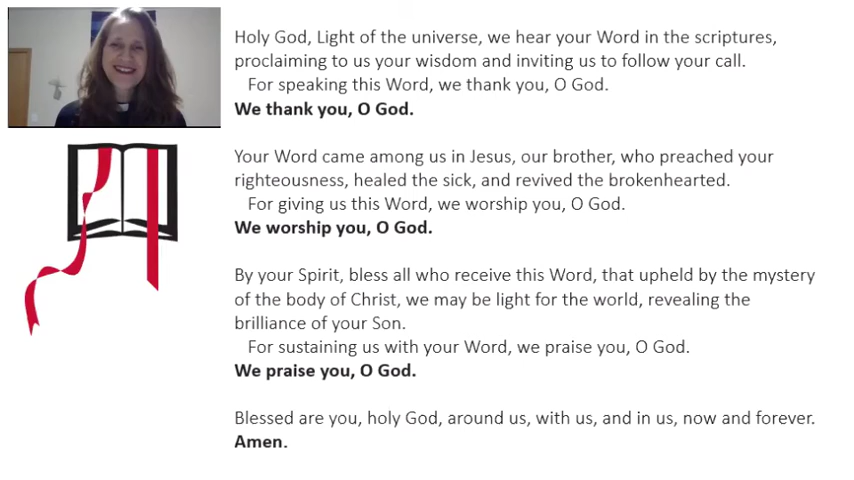 Holy God, Light of the universe, we hear your Word in the scriptures,
proclaiming to us your wisdom and inviting us to follow your call.
For speaking this Word, we thank you, O God.
We thank you, O God.
Your Word came among us in Jesus, our brother, who preached your
righteousness, healed the sick, and revived the brokenhearted.
For giving us this Word, we worship you, O God.
We worship you, O God.
By your Spirit, bless all who receive this Word, that upheld by the mystery
of the body of Christ, we may be light for the world, revealing the
brilliance of your Son.
For sustaining us with your Word, we praise you, O God.
We praise you, O God.
Blessed are you, holy God, around us, with us, and in us, now and forever.
Amen.